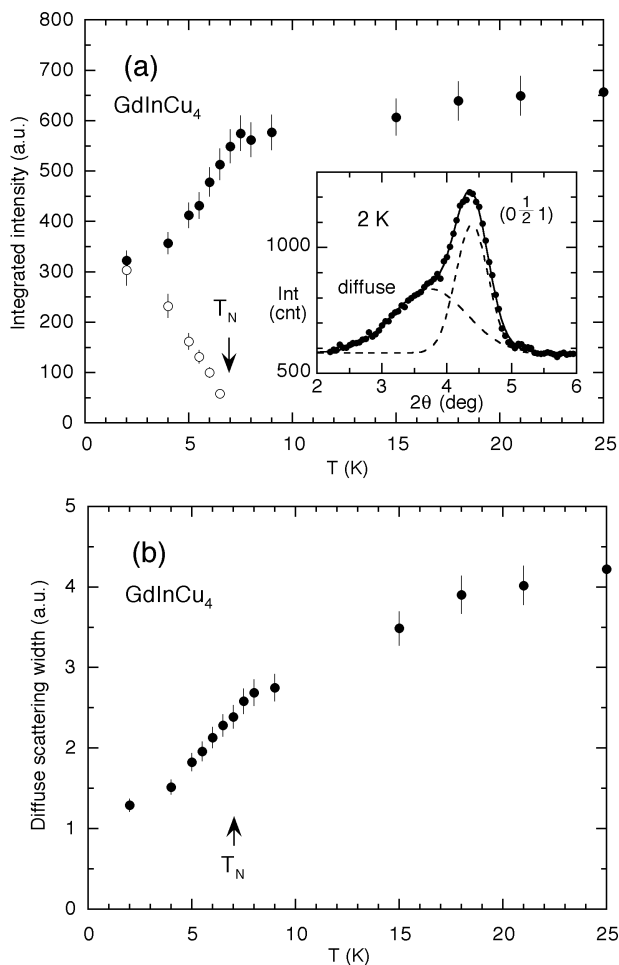 (a)
GdInCu₄
Integrated intensity (a.u.)
800
700
600
500
400
300
200
100
0
T_N
0 5 10 15 20 25
T (K)
2 K
(0 1/2 1)
diffuse
Int
(cnt)
1000
500
2 3 4 5 6
2θ (deg)
(b)
GdInCu₄
Diffuse scattering width (a.u.)
5
4
3
2
1
0
T_N
0 5 10 15 20 25
T (K)